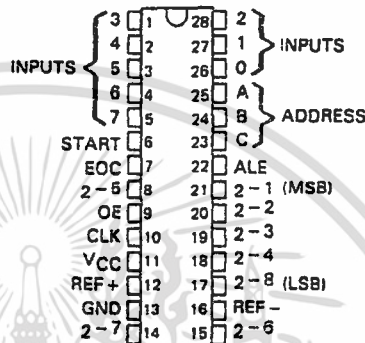 3 1 28 2
4 2 27 1 INPUTS
INPUTS 5 3 26 0
6 4 25 A
7 5 24 B ADDRESS
START 6 23 C
EOC 7 22 ALE
2-5 8 21 2-1 (MSB)
OE 9 20 2-2
CLK 10 19 2-3
VCC 11 18 2-4
REF+ 12 17 2-8 (LSB)
GND 13 16 REF-
2-7 14 15 2-6